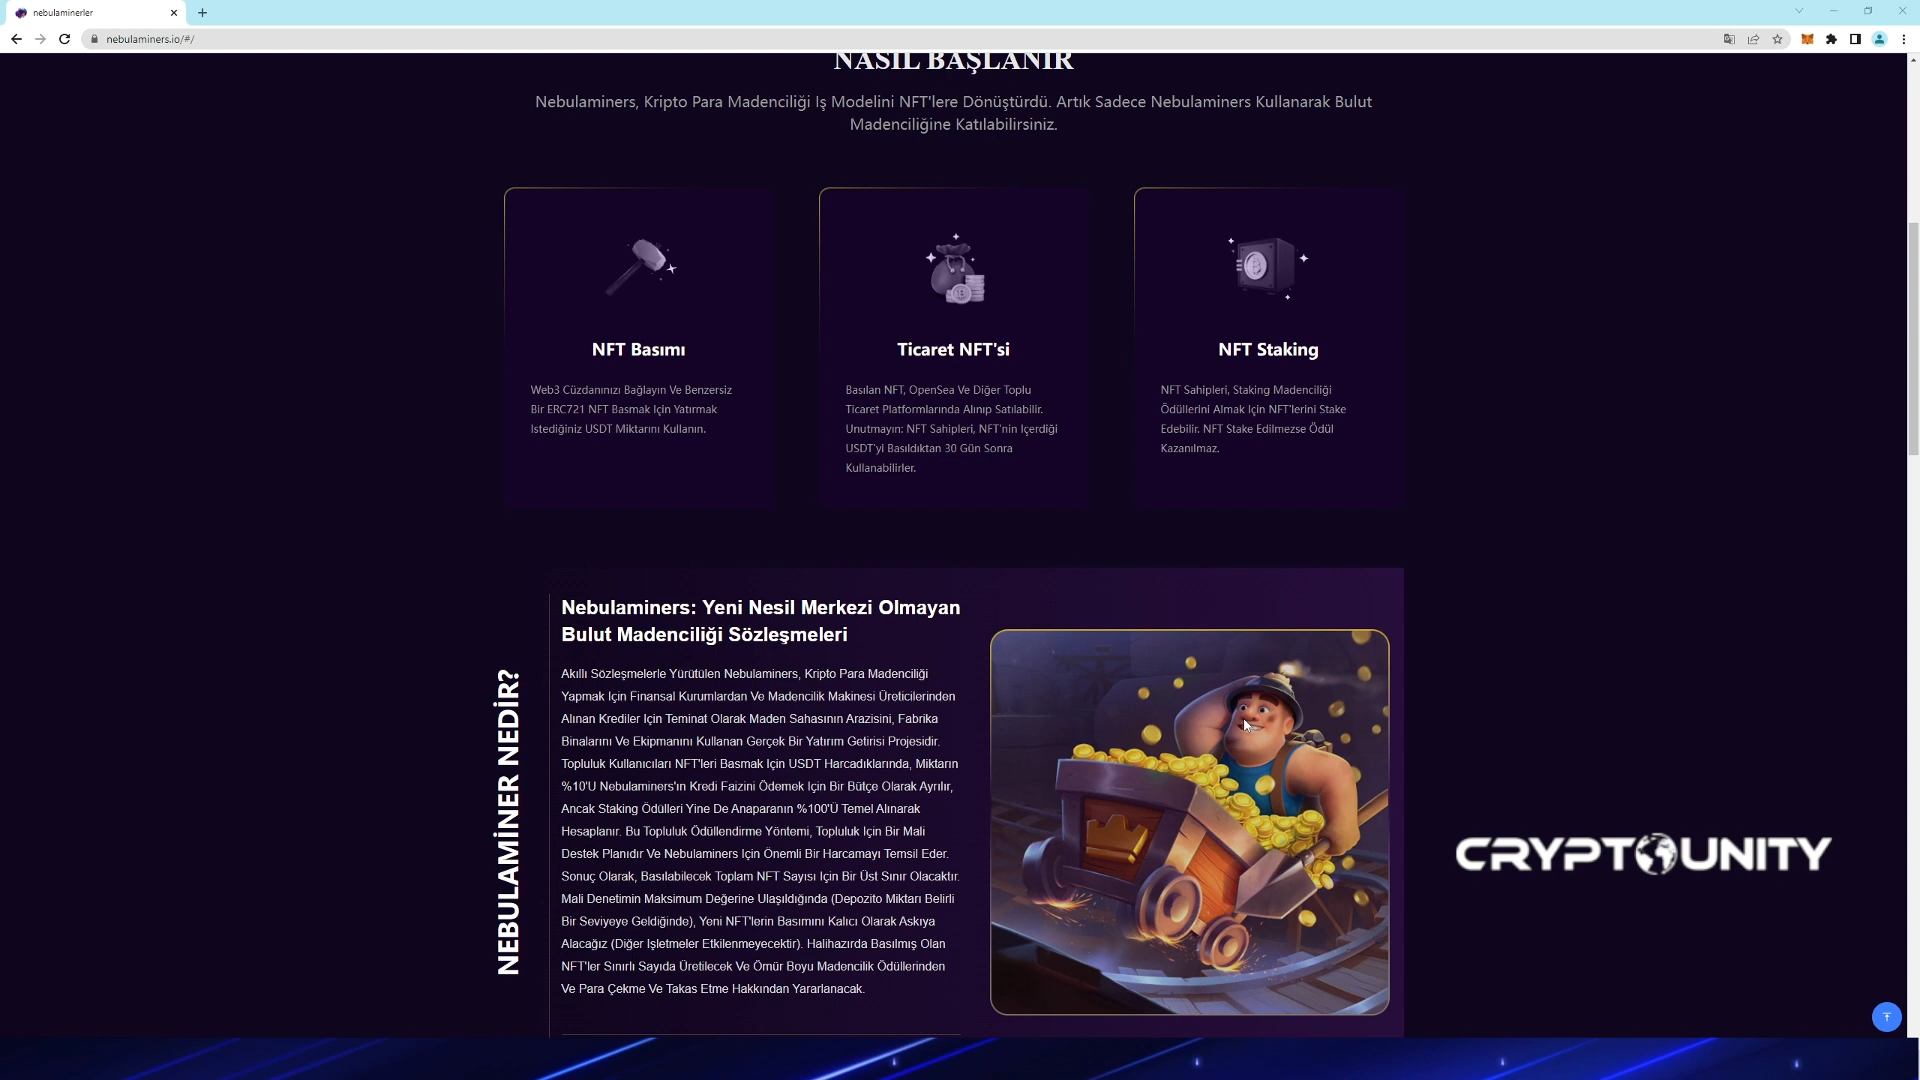 nebulaminerler
nebulaminers.io/#/
NASIL BAŞLANIR
Nebulaminers, Kripto Para Madenciliği Iş Modelini NFT'lere Dönüştürdü. Artık Sadece Nebulaminers Kullanarak Bulut
Madenciliğine Katılabilirsiniz.
NFT Basımı
Web3 Cüzdanınızı Bağlayın Ve Benzersiz
Bir ERC721 NFT Basmak Için Yatırmak
Istediğiniz USDT Miktarını Kullanın.
Ticaret NFT'si
Basılan NFT, OpenSea Ve Diğer Toplu
Ticaret Platformlarında Alınıp Satılabilir.
Unutmayın: NFT Sahipleri, NFT'nin Içerdiği
USDT'yi Basıldıktan 30 Gün Sonra
Kullanabilirler.
NFT Staking
NFT Sahipleri, Staking Madenciliği
Ödüllerini Almak Için NFT'lerini Stake
Edebilir. NFT Stake Edilmezse Ödül
Kazanılmaz.
NEBULAMİNER NEDİR?
Nebulaminers: Yeni Nesil Merkezi Olmayan
Bulut Madenciliği Sözleşmeleri
Akıllı Sözleşmelerle Yürütülen Nebulaminers, Kripto Para Madenciliği
Yapmak Için Finansal Kurumlardan Ve Madencilik Makinesi Üreticilerinden
Alınan Krediler Için Teminat Olarak Maden Sahasının Arazisini, Fabrika
Binalarını Ve Ekipmanını Kullanan Gerçek Bir Yatırım Getirisi Projesidir.
Topluluk Kullanıcıları NFT'leri Basmak Için USDT Harcadıklarında, Miktarın
%10'U Nebulaminers'ın Kredi Faizini Ödemek Için Bir Bütçe Olarak Ayrılır,
Ancak Staking Ödülleri Yine De Anaparanın %100'Ü Temel Alınarak
Hesaplanır. Bu Topluluk Ödüllendirme Yöntemi, Topluluk Için Bir Mali
Destek Planıdır Ve Nebulaminers Için Önemli Bir Harcamayı Temsil Eder.
Sonuç Olarak, Basılabilecek Toplam NFT Sayısı Için Bir Üst Sınır Olacaktır.
Mali Denetimin Maksimum Değerine Ulaşıldığında (Depozito Miktarı Belirli
Bir Seviyeye Geldiğinde), Yeni NFT'lerin Basımını Kalıcı Olarak Askıya
Alacağız (Diğer Işletmeler Etkilenmeyecektir). Halihazırda Basılmış Olan
NFT'ler Sınırlı Sayıda Üretilecek Ve Ömür Boyu Madencilik Ödüllerinden
Ve Para Çekme Ve Takas Etme Hakkından Yararlanacak.
CRYPTOUNITY